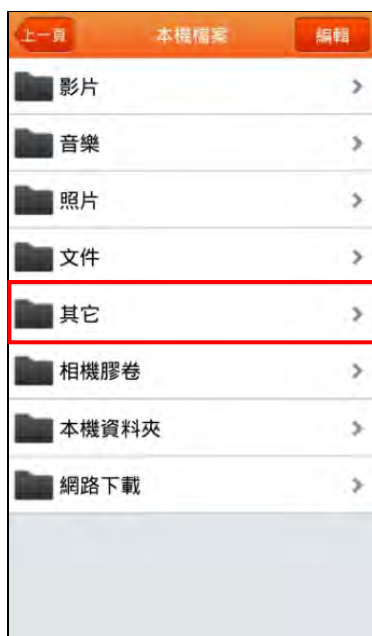 上一頁 本機檔案 編輯
影片
音樂
照片
文件
其它
相機膠卷
本機資料夾
網路下載